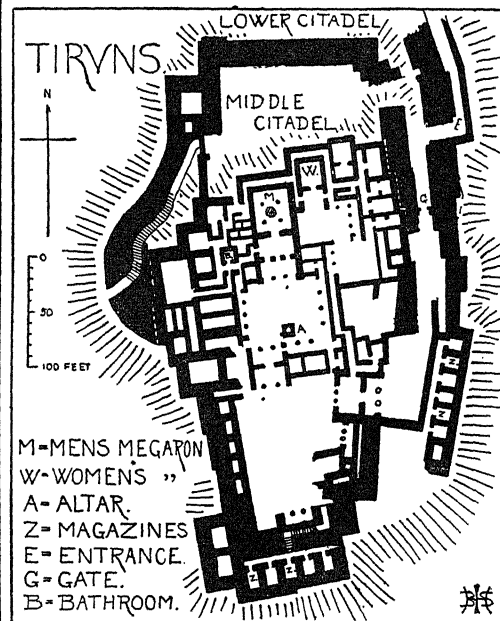 LOWER CITADEL
TIRYNS.
N
MIDDLE
CITADEL
E
W.
M.
G
B
0
50
100 FEET
A
Z
Z
M=MENS MEGARON
W=WOMENS "
A=ALTAR.
Z=MAGAZINES
E=ENTRANCE.
G=GATE.
B=BATHROOM.
Z
Z